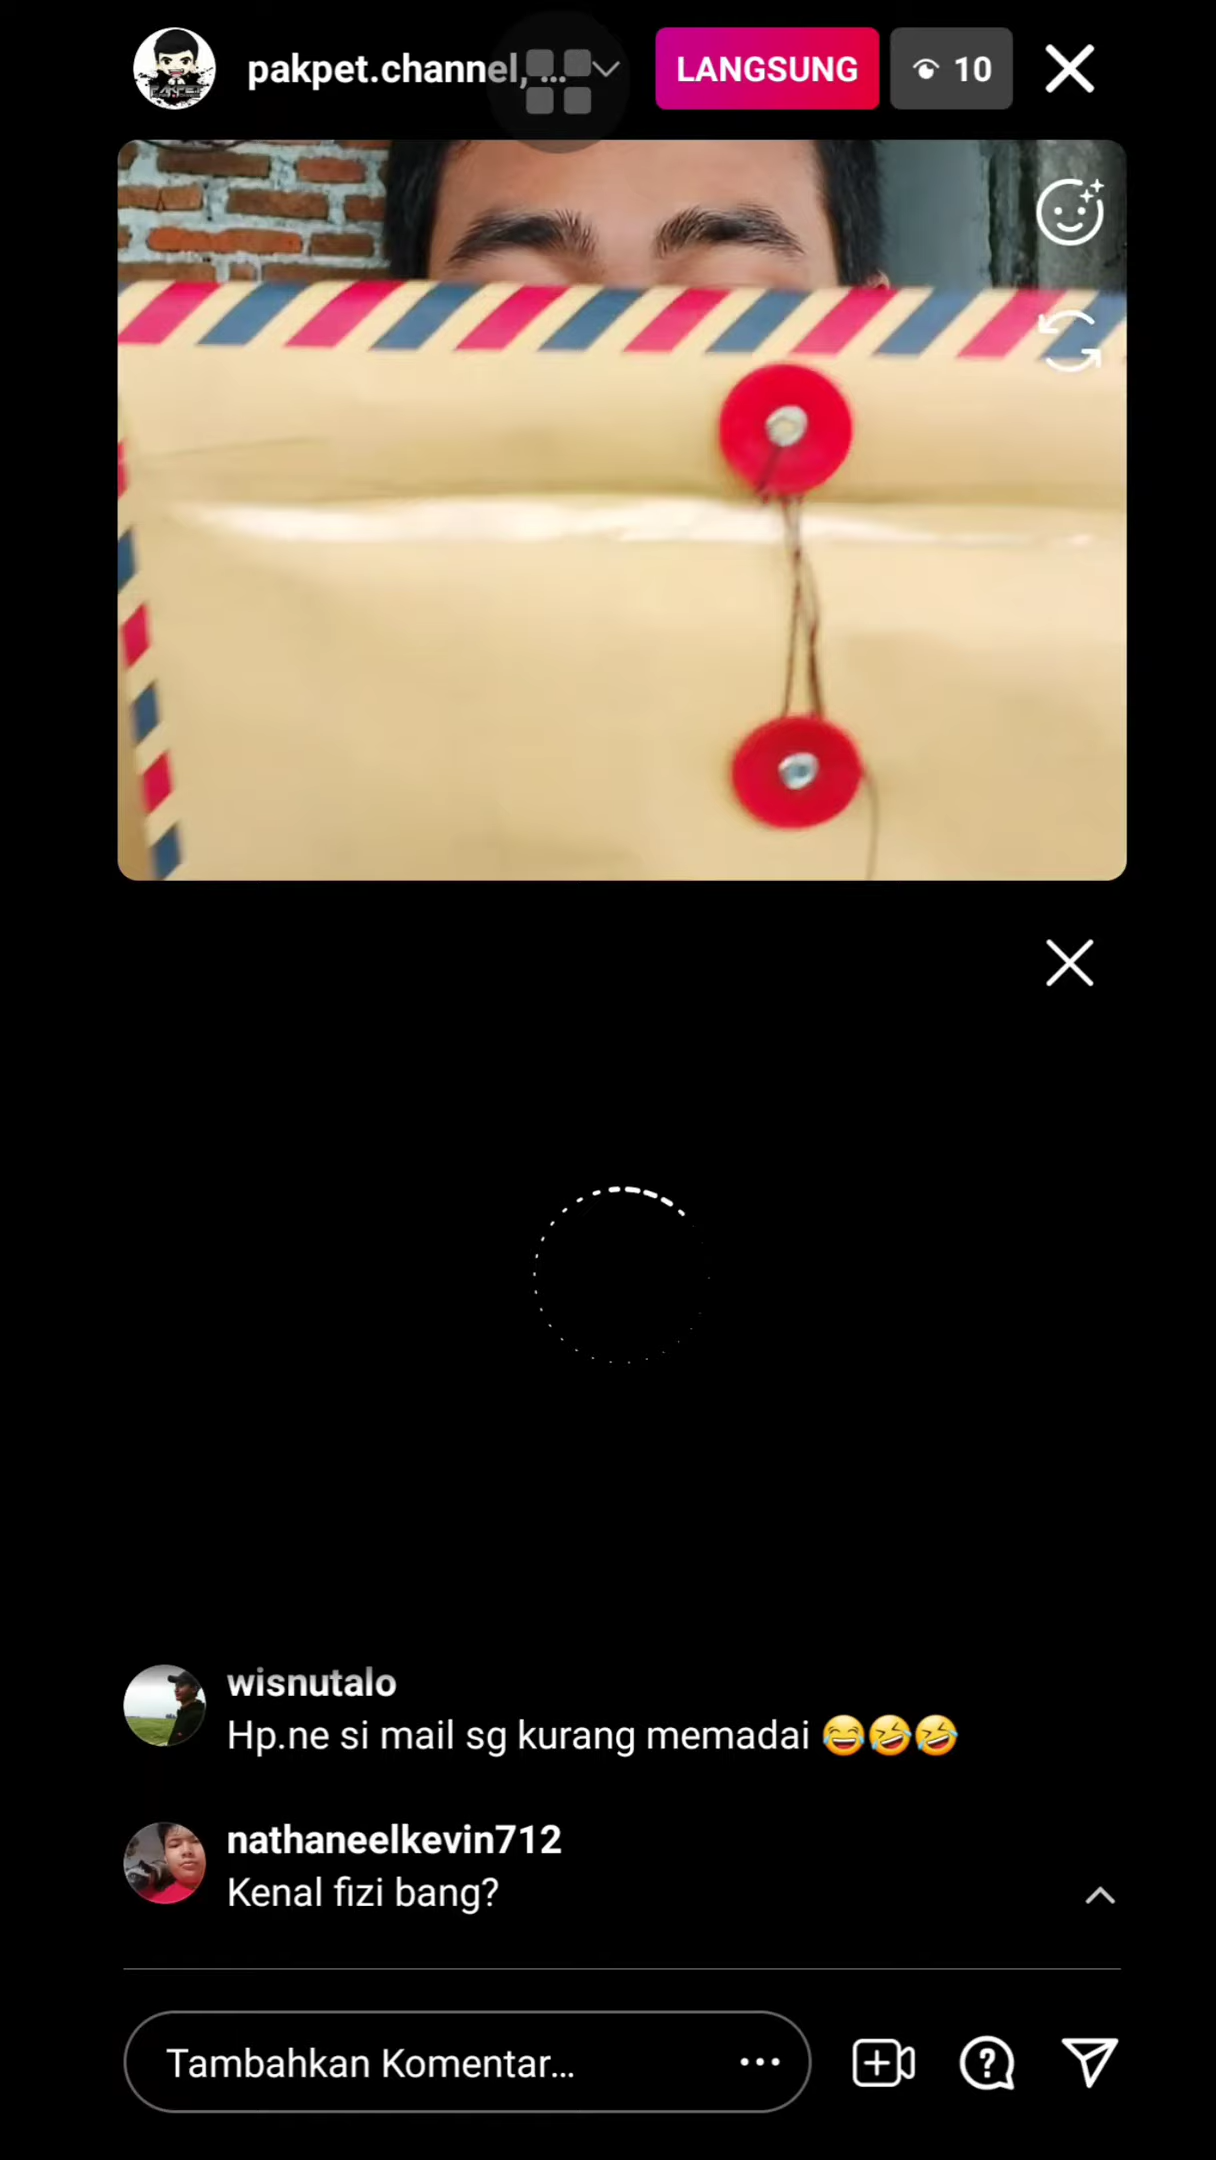 pakpet.channel, ...
LANGSUNG
10
wisnutalo
Hp.ne si mail sg kurang memadai 😂🤣🤣
nathaneelkevin712
Kenal fizi bang?
Tambahkan Komentar...